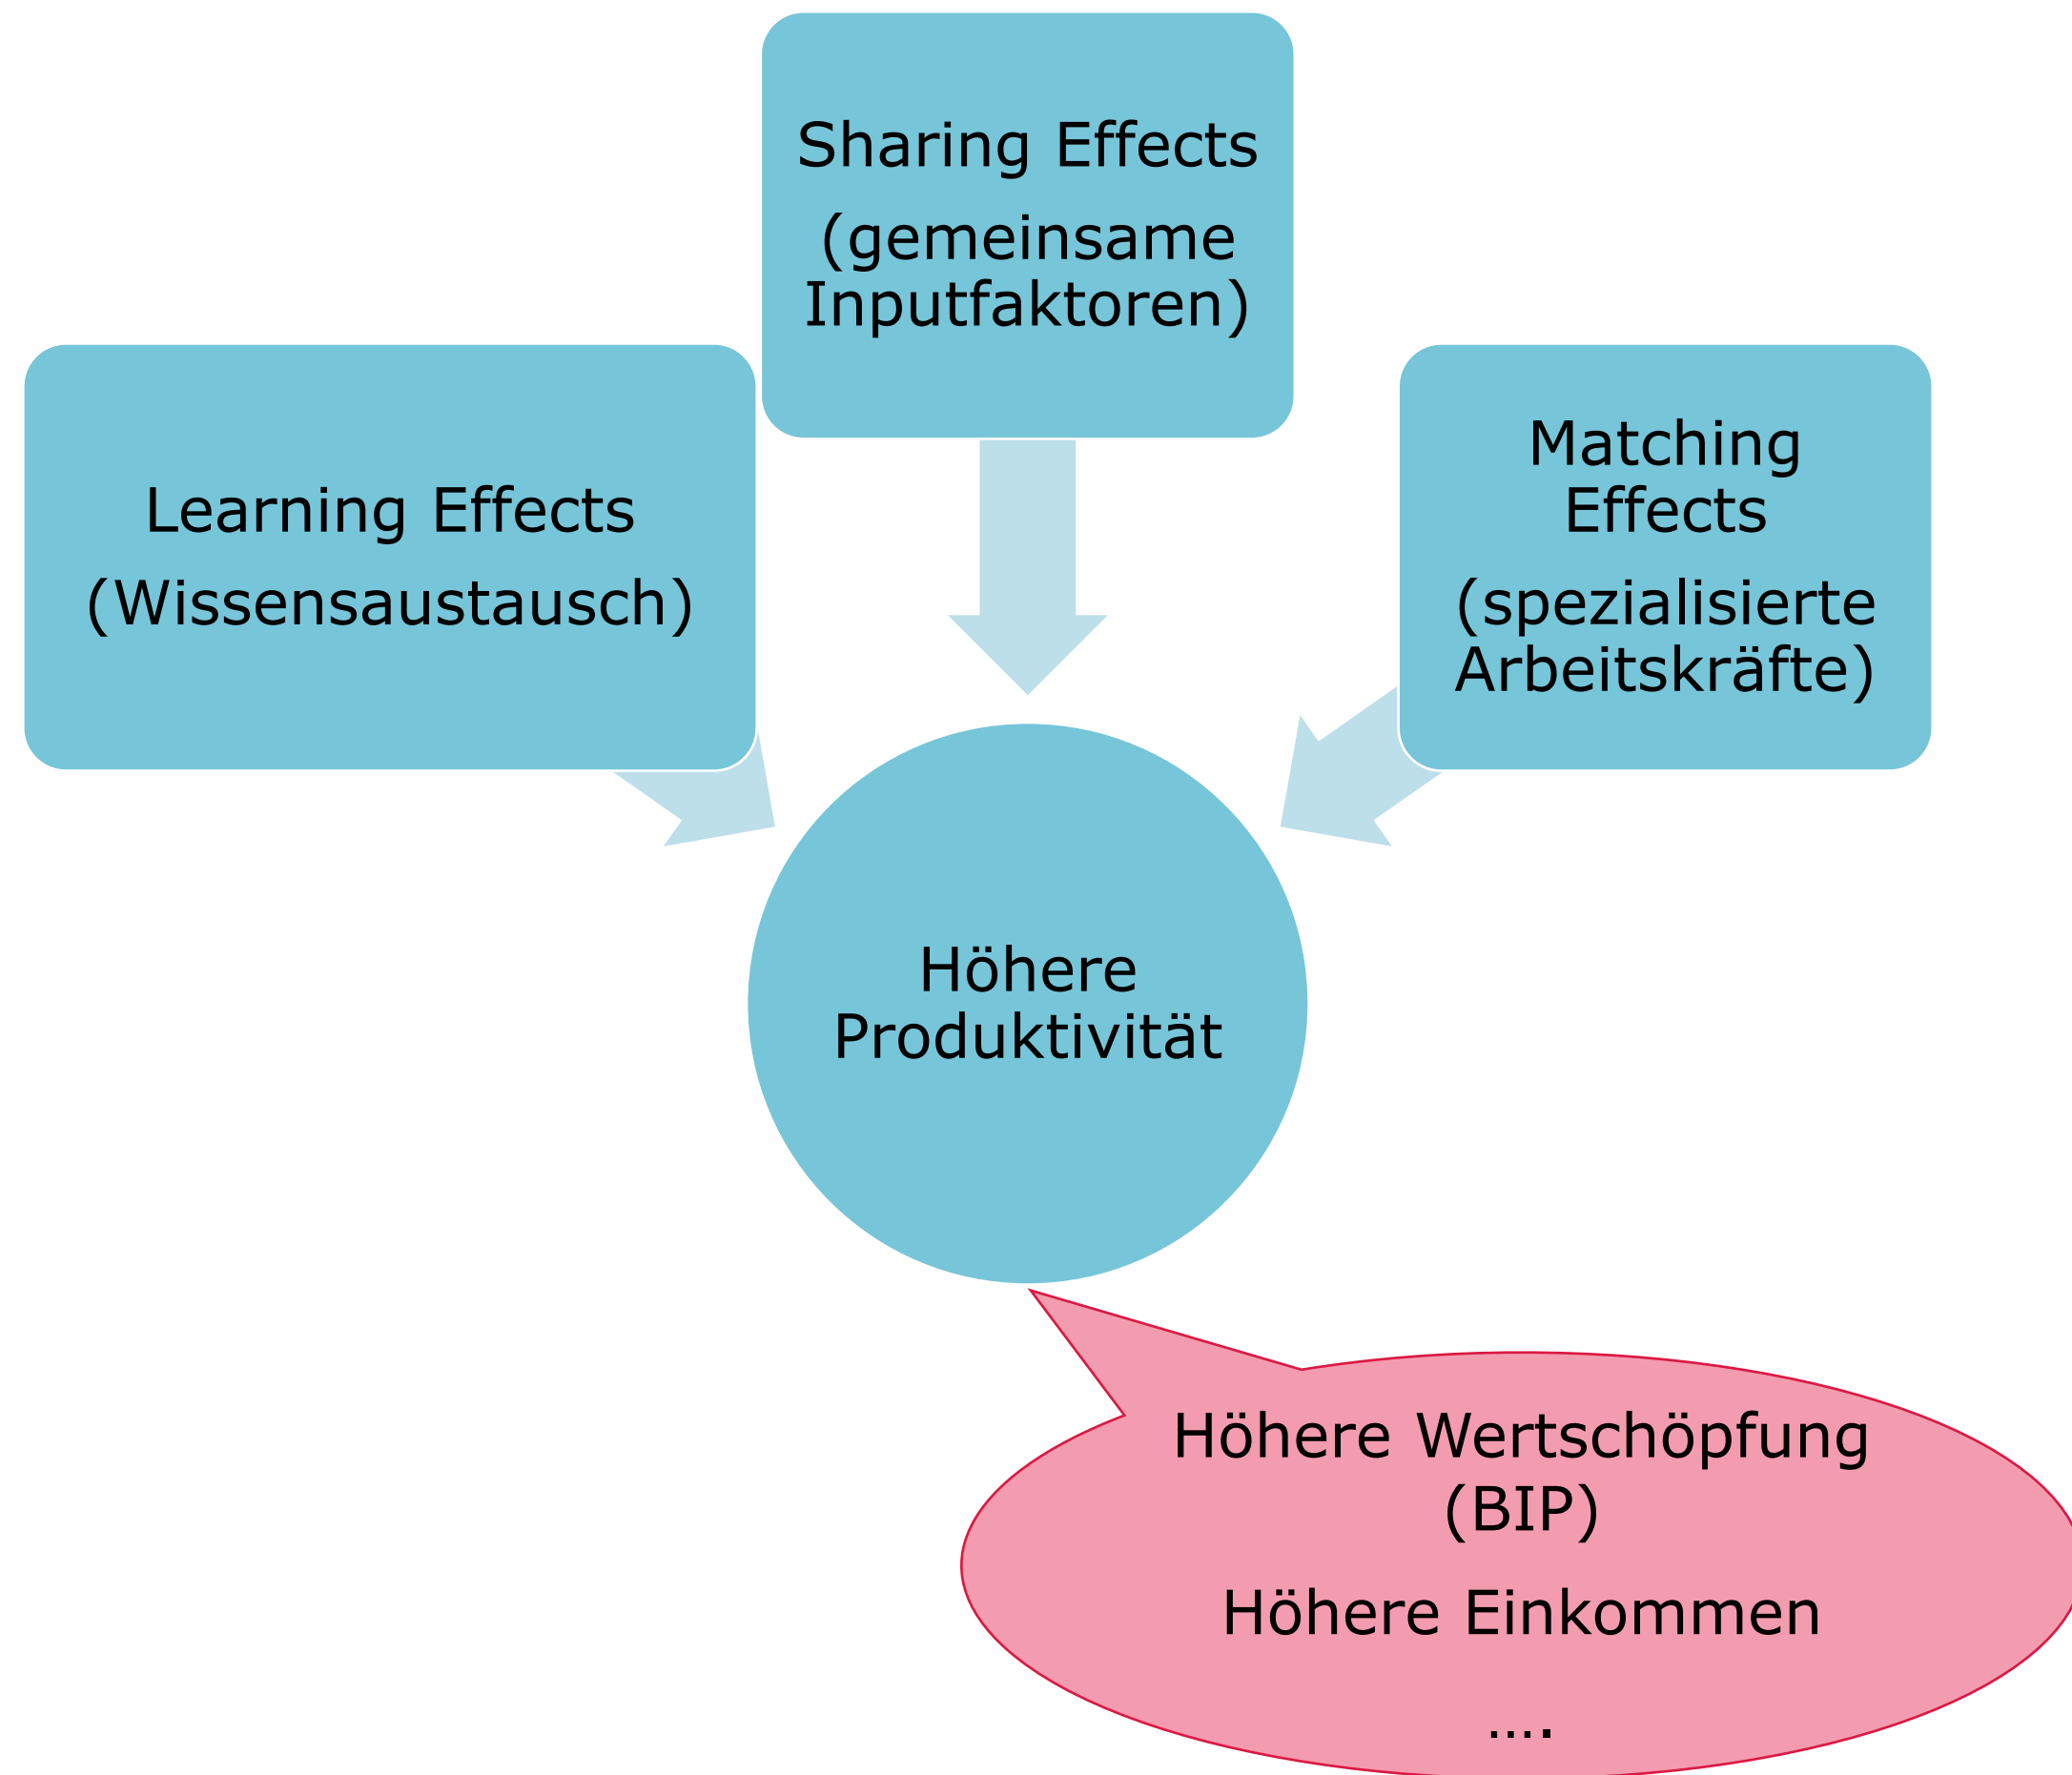 Sharing Effects
(gemeinsame
Inputfaktoren)
Learning Effects
(Wissensaustausch)
Matching
Effects
(spezialisierte
Arbeitskräfte)
Höhere
Produktivität
Höhere Wertschöpfung
(BIP)
Höhere Einkommen
....